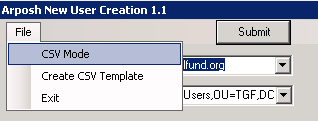 Arposh New User Creation 1.1
File
Submit
CSV Mode
lfund.org
Create CSV Template
Users,OU=TGF,DC
Exit